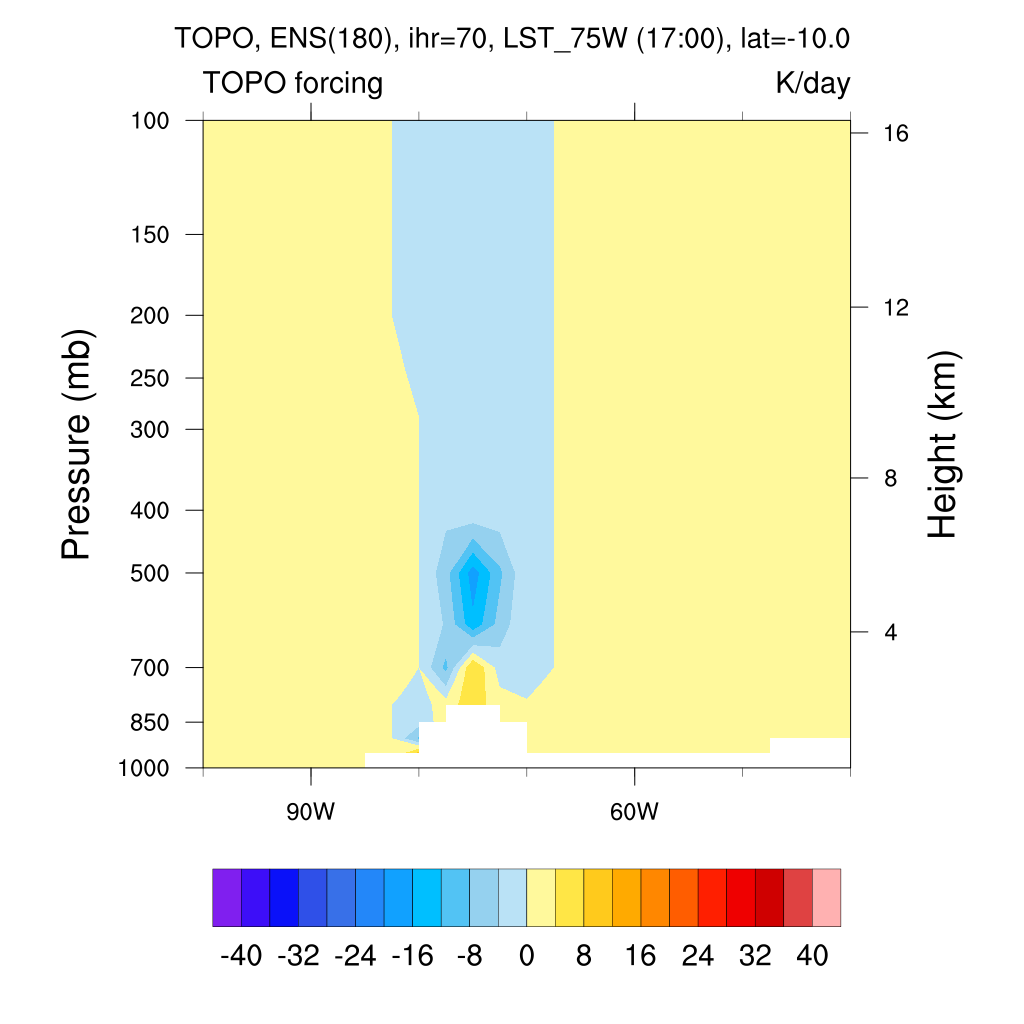 TOPO, ENS(180), ihr=70, LST_75W (17:00), lat=-10.0
TOPO forcing K/day
100
150
200
250
300
400
500
700
850
1000
Pressure (mb)
16
12
8
4
Height (km)
90W 60W
-40 -32 -24 -16 -8 0 8 16 24 32 40